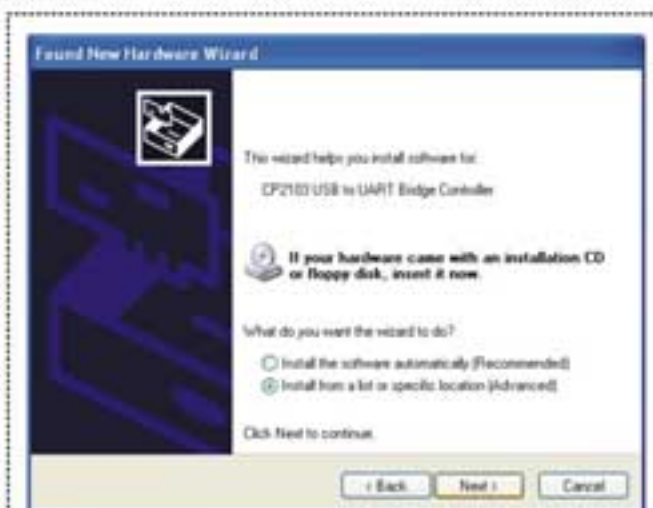 Found New Hardware Wizard
This wizard helps you install software for:
CP2103 USB to UART Bridge Controller
If your hardware came with an installation CD
or floppy disk, insert it now.
What do you want the wizard to do?
Install the software automatically (Recommended)
Install from a list or specific location (Advanced)
Click Next to continue.
< Back
Next >
Cancel